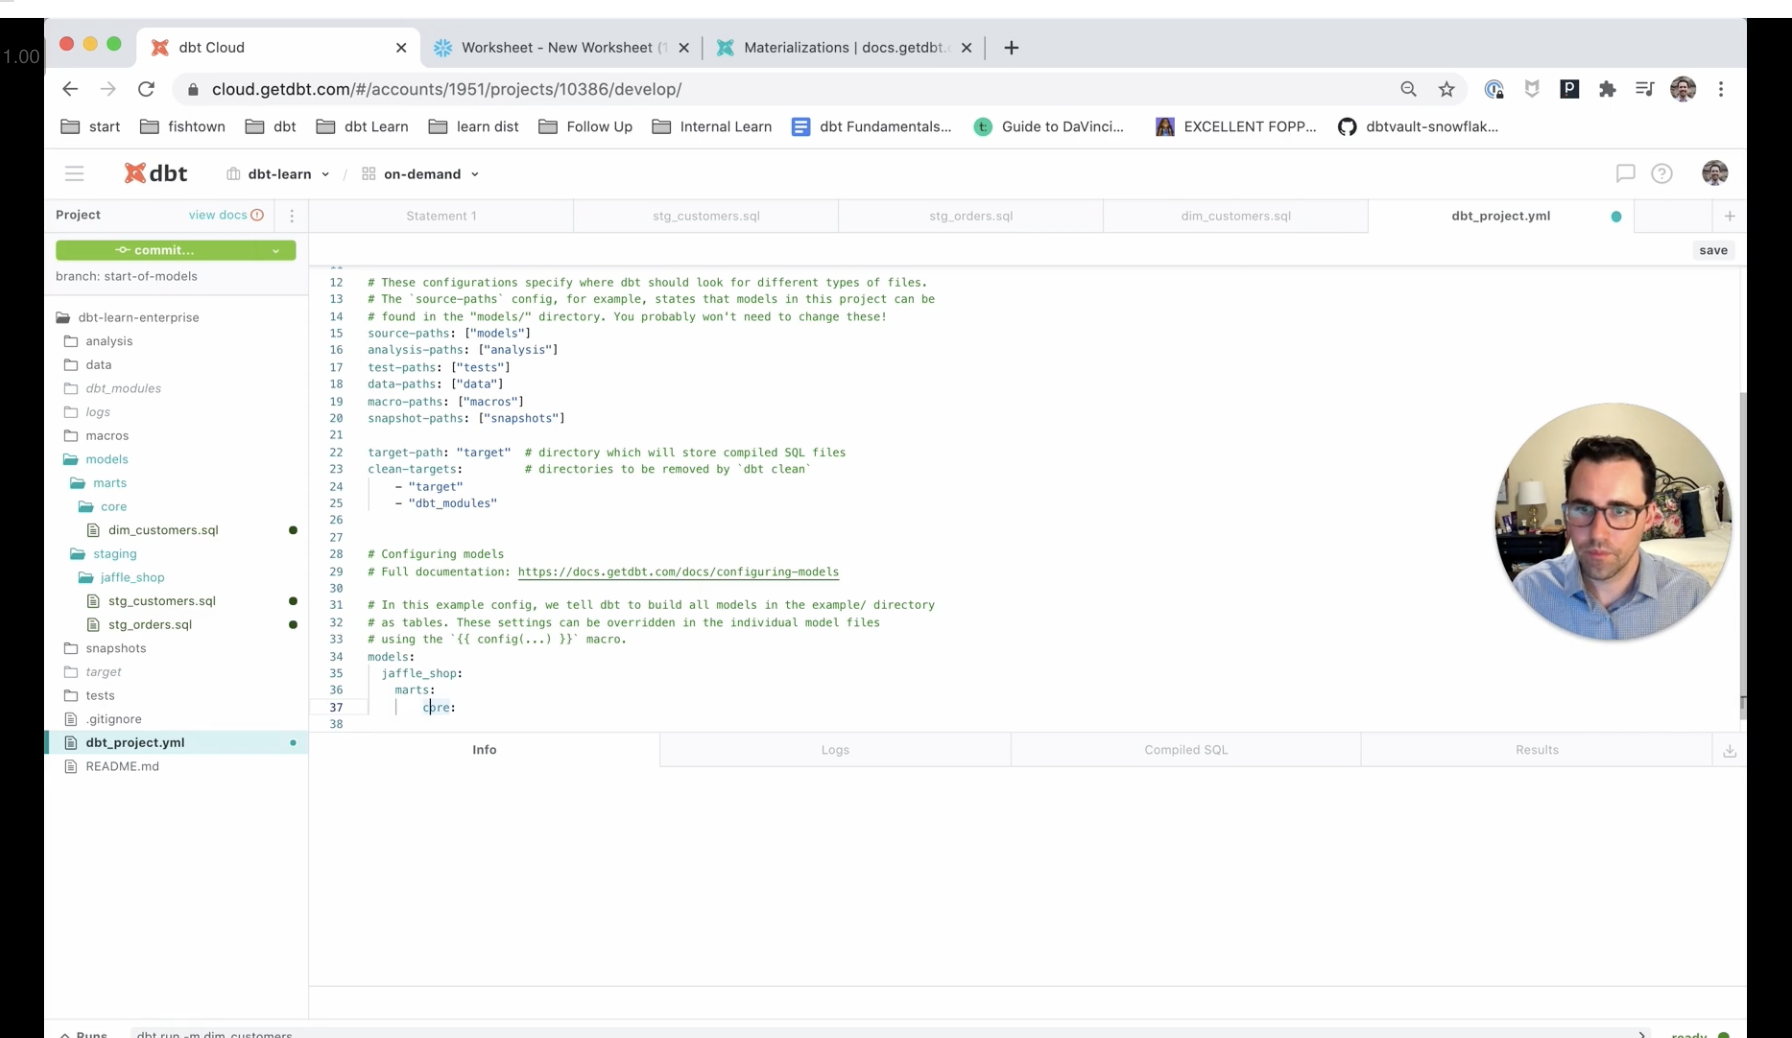 1.00
dbt Cloud
Worksheet - New Worksheet (1
Materializations | docs.getdbt.
cloud.getdbt.com/#/accounts/1951/projects/10386/develop/
start
fishtown
dbt
dbt Learn
learn dist
Follow Up
Internal Learn
dbt Fundamentals...
Guide to DaVinci...
EXCELLENT FOPP...
dbtvault-snowflak...
dbt
dbt-learn
/
on-demand
Project
view docs
Statement 1
stg_customers.sql
stg_orders.sql
dim_customers.sql
dbt_project.yml
commit...
save
branch: start-of-models
dbt-learn-enterprise
analysis
data
dbt_modules
logs
macros
models
marts
core
dim_customers.sql
staging
jaffle_shop
stg_customers.sql
stg_orders.sql
snapshots
target
tests
.gitignore
dbt_project.yml
README.md
11
12 # These configurations specify where dbt should look for different types of files.
13 # The `source-paths` config, for example, states that models in this project can be
14 # found in the "models/" directory. You probably won't need to change these!
15 source-paths: ["models"]
16 analysis-paths: ["analysis"]
17 test-paths: ["tests"]
18 data-paths: ["data"]
19 macro-paths: ["macros"]
20 snapshot-paths: ["snapshots"]
21
22 target-path: "target"  # directory which will store compiled SQL files
23 clean-targets:         # directories to be removed by `dbt clean`
24     - "target"
25     - "dbt_modules"
26
27
28 # Configuring models
29 # Full documentation: https://docs.getdbt.com/docs/configuring-models
30
31 # In this example config, we tell dbt to build all models in the example/ directory
32 # as tables. These settings can be overridden in the individual model files
33 # using the `{{ config(...) }}` macro.
34 models:
35   jaffle_shop:
36     marts:
37         core:
38
Info
Logs
Compiled SQL
Results
Runs
dbt run -m dim_customers
ready